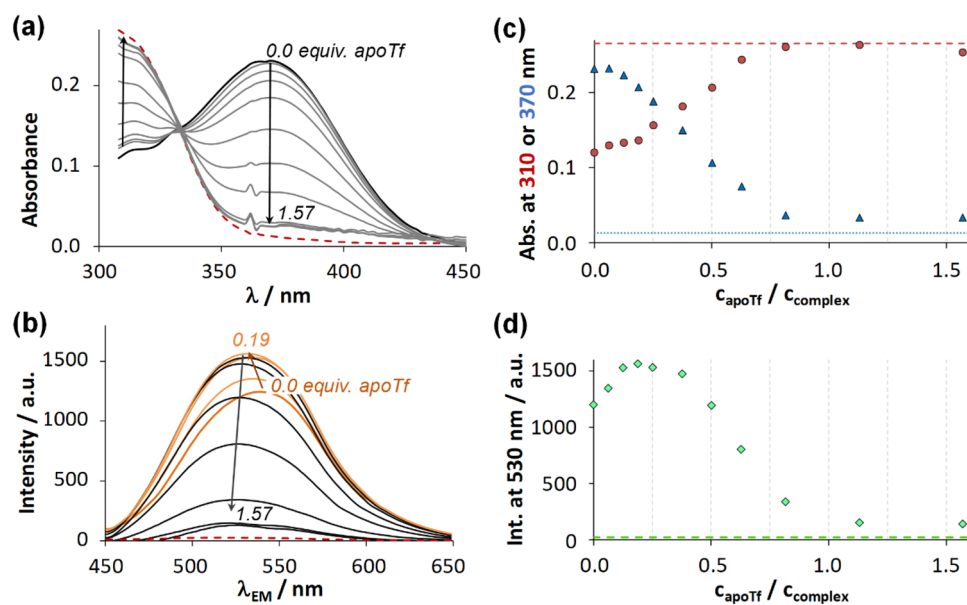 (a)
Absorbance
0.2
0.1
0.0
0.0 equiv. apoTf
1.57
300
350
400
450
λ / nm
(b)
Intensity / a.u.
1500
1000
500
0
0.19
0.0 equiv. apoTf
1.57
450
500
550
600
650
λEM / nm
(c)
Abs. at 310 or 370 nm
0.2
0.1
0.0
0.0
0.5
1.0
1.5
capoTf / ccomplex
(d)
Int. at 530 nm / a.u.
1500
1000
500
0
0.0
0.5
1.0
1.5
capoTf / ccomplex